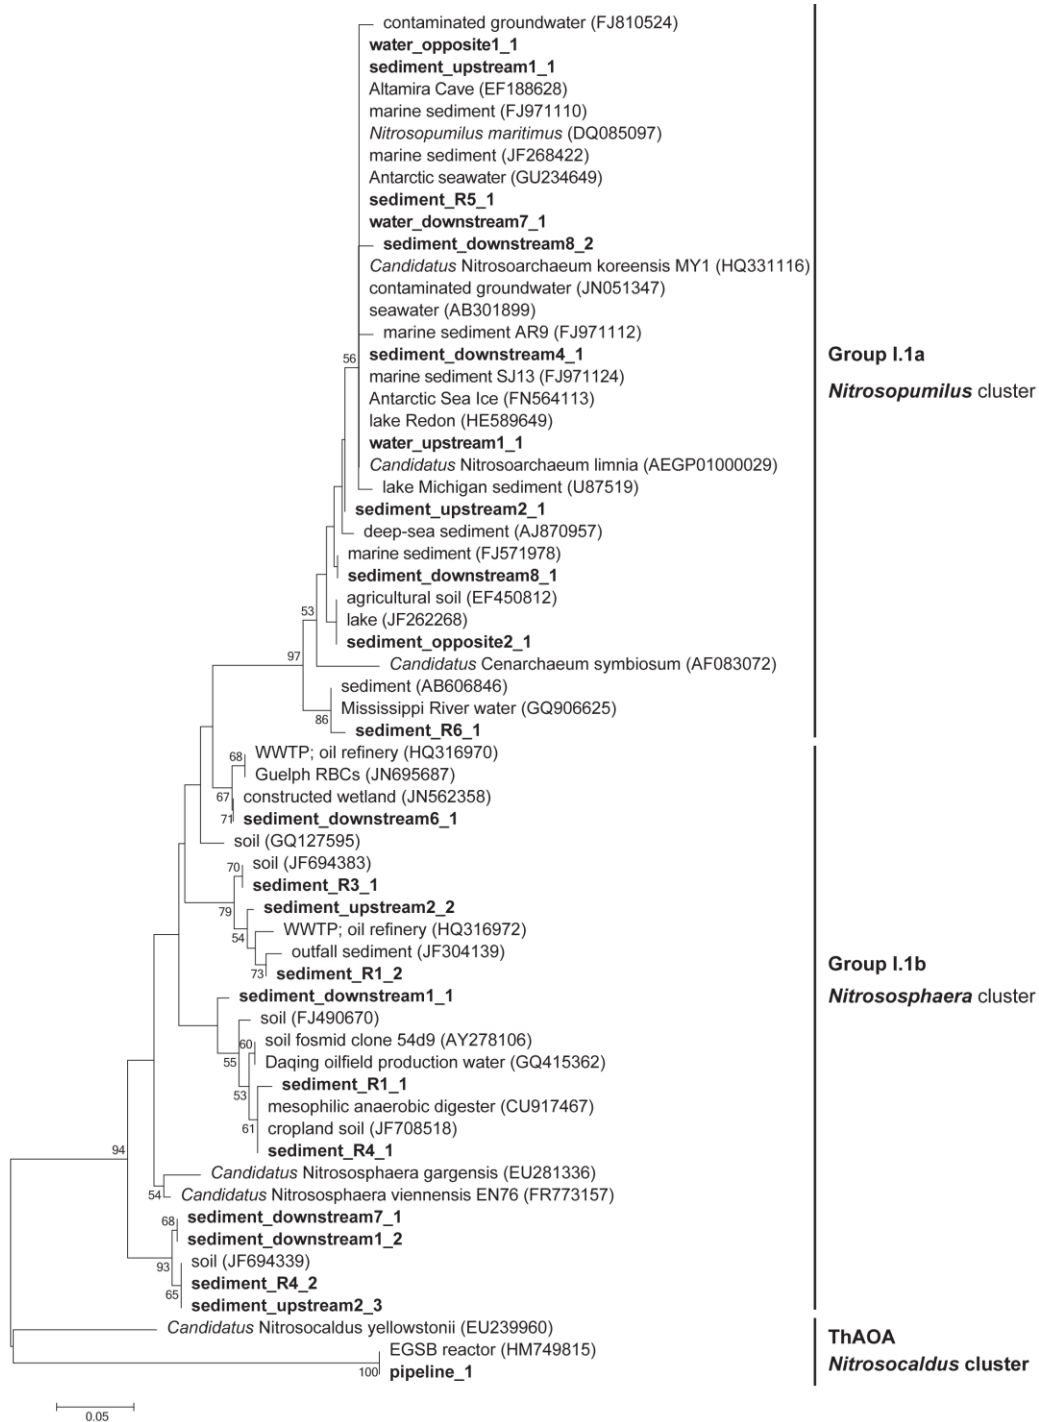 contaminated groundwater (FJ810524)
water_opposite1_1
sediment_upstream1_1
Altamira Cave (EF188628)
marine sediment (FJ971110)
Nitrosopumilus maritimus (DQ085097)
marine sediment (JF268422)
Antarctic seawater (GU234649)
sediment_R5_1
water_downstream7_1
sediment_downstream8_2
Candidatus Nitrosoarchaeum koreensis MY1 (HQ331116)
contaminated groundwater (JN051347)
seawater (AB301899)
marine sediment AR9 (FJ971112)
56
sediment_downstream4_1
Group I.1a
marine sediment SJ13 (FJ971124)
Nitrosopumilus cluster
Antarctic Sea Ice (FN564113)
lake Redon (HE589649)
water_upstream1_1
Candidatus Nitrosoarchaeum limnia (AEGP01000029)
lake Michigan sediment (U87519)
sediment_upstream2_1
deep-sea sediment (AJ870957)
marine sediment (FJ571978)
sediment_downstream8_1
agricultural soil (EF450812)
53
lake (JF262268)
sediment_opposite2_1
97
Candidatus Cenarchaeum symbiosum (AF083072)
sediment (AB606846)
Mississippi River water (GQ906625)
86
sediment_R6_1
68
WWTP; oil refinery (HQ316970)
Guelph RBCs (JN695687)
67
constructed wetland (JN562358)
71
sediment_downstream6_1
soil (GQ127595)
70
soil (JF694383)
sediment_R3_1
79
sediment_upstream2_2
54
WWTP; oil refinery (HQ316972)
outfall sediment (JF304139)
73
sediment_R1_2
Group I.1b
Nitrososphaera cluster
sediment_downstream1_1
soil (FJ490670)
60
soil fosmid clone 54d9 (AY278106)
55
Daqing oilfield production water (GQ415362)
sediment_R1_1
53
mesophilic anaerobic digester (CU917467)
61
cropland soil (JF708518)
sediment_R4_1
94
Candidatus Nitrososphaera gargensis (EU281336)
54
Candidatus Nitrososphaera viennensis EN76 (FR773157)
68
sediment_downstream7_1
sediment_downstream1_2
93
soil (JF694339)
sediment_R4_2
65
sediment_upstream2_3
Candidatus Nitrosocaldus yellowstonii (EU239960)
ThAOA
EGSB reactor (HM749815)
Nitrosocaldus cluster
100
pipeline_1
0.05